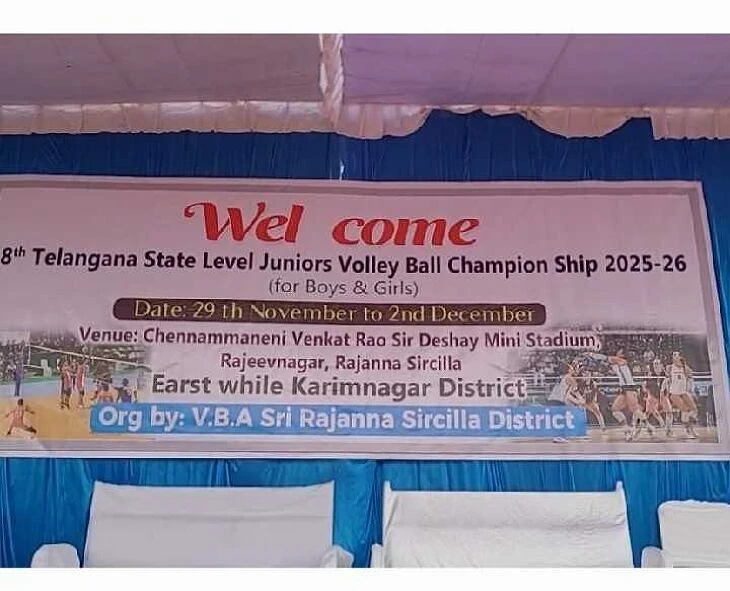 Wel come
8th Telangana State Level Juniors Volley Ball Champion Ship 2025-26
(for Boys & Girls)
Date: 29 th November to 2nd December
Venue: Chennammaneni Venkat Rao Sir Deshay Mini Stadium,
Rajeevnagar, Rajanna Sircilla
Earst while Karimnagar District
Org by: V.B.A Sri Rajanna Sircilla District